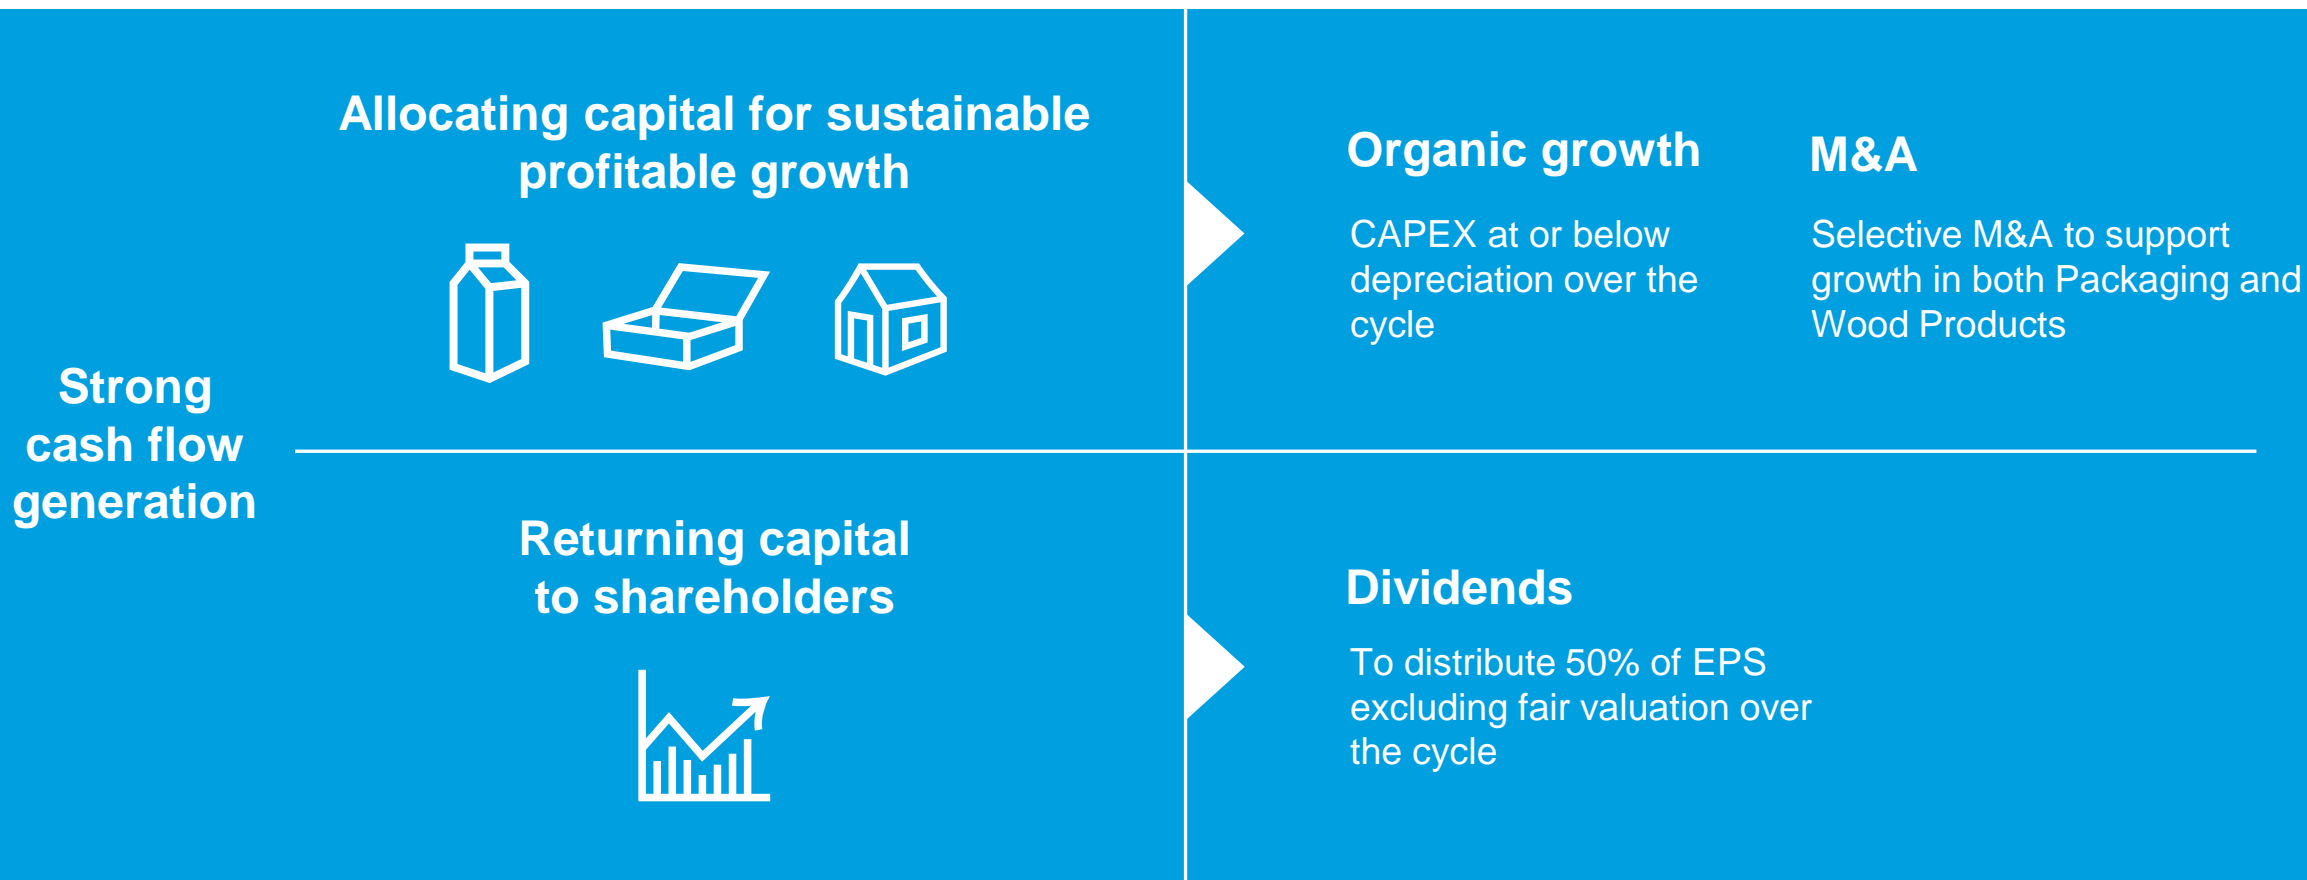 Strong
cash flow
generation
Allocating capital for sustainable
profitable growth
Organic growth
CAPEX at or below
depreciation over the
cycle
M&A
Selective M&A to support
growth in both Packaging and
Wood Products
Returning capital
to shareholders
Dividends
To distribute 50% of EPS
excluding fair valuation over
the cycle